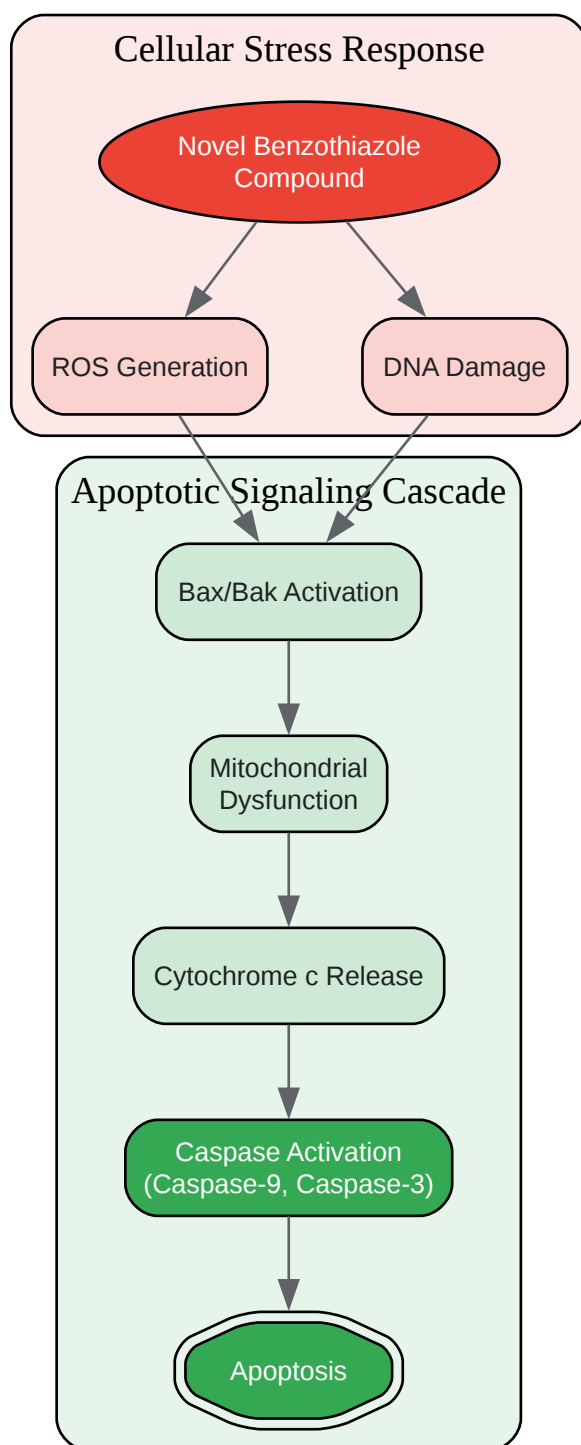 Cellular Stress Response
Novel Benzothiazole
Compound
ROS Generation
DNA Damage
Apoptotic Signaling Cascade
Bax/Bak Activation
Mitochondrial
Dysfunction
Cytochrome c Release
Caspase Activation
(Caspase-9, Caspase-3)
Apoptosis